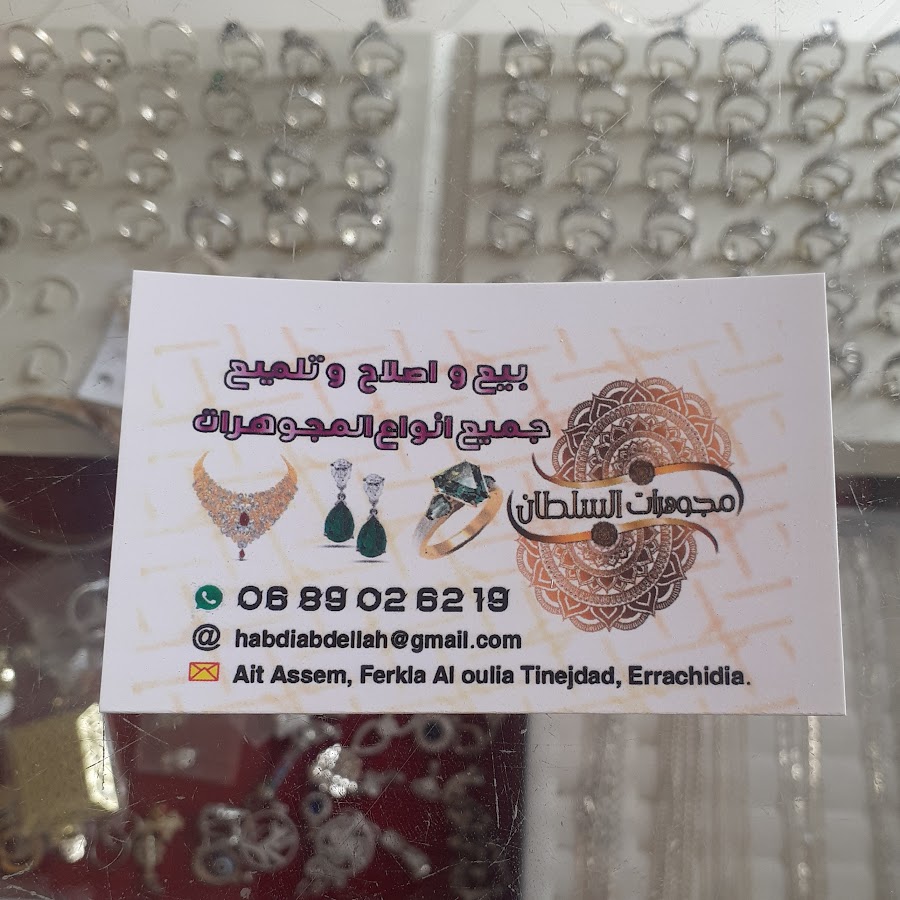 بيع و اصلاح و تلميع
جميع انواع المجوهرات
مجوهرات السلطان
06 89 02 62 19
@ habdiabdellah@gmail.com
Ait Assem, Ferkla Al oulia Tinejdad, Errachidia.